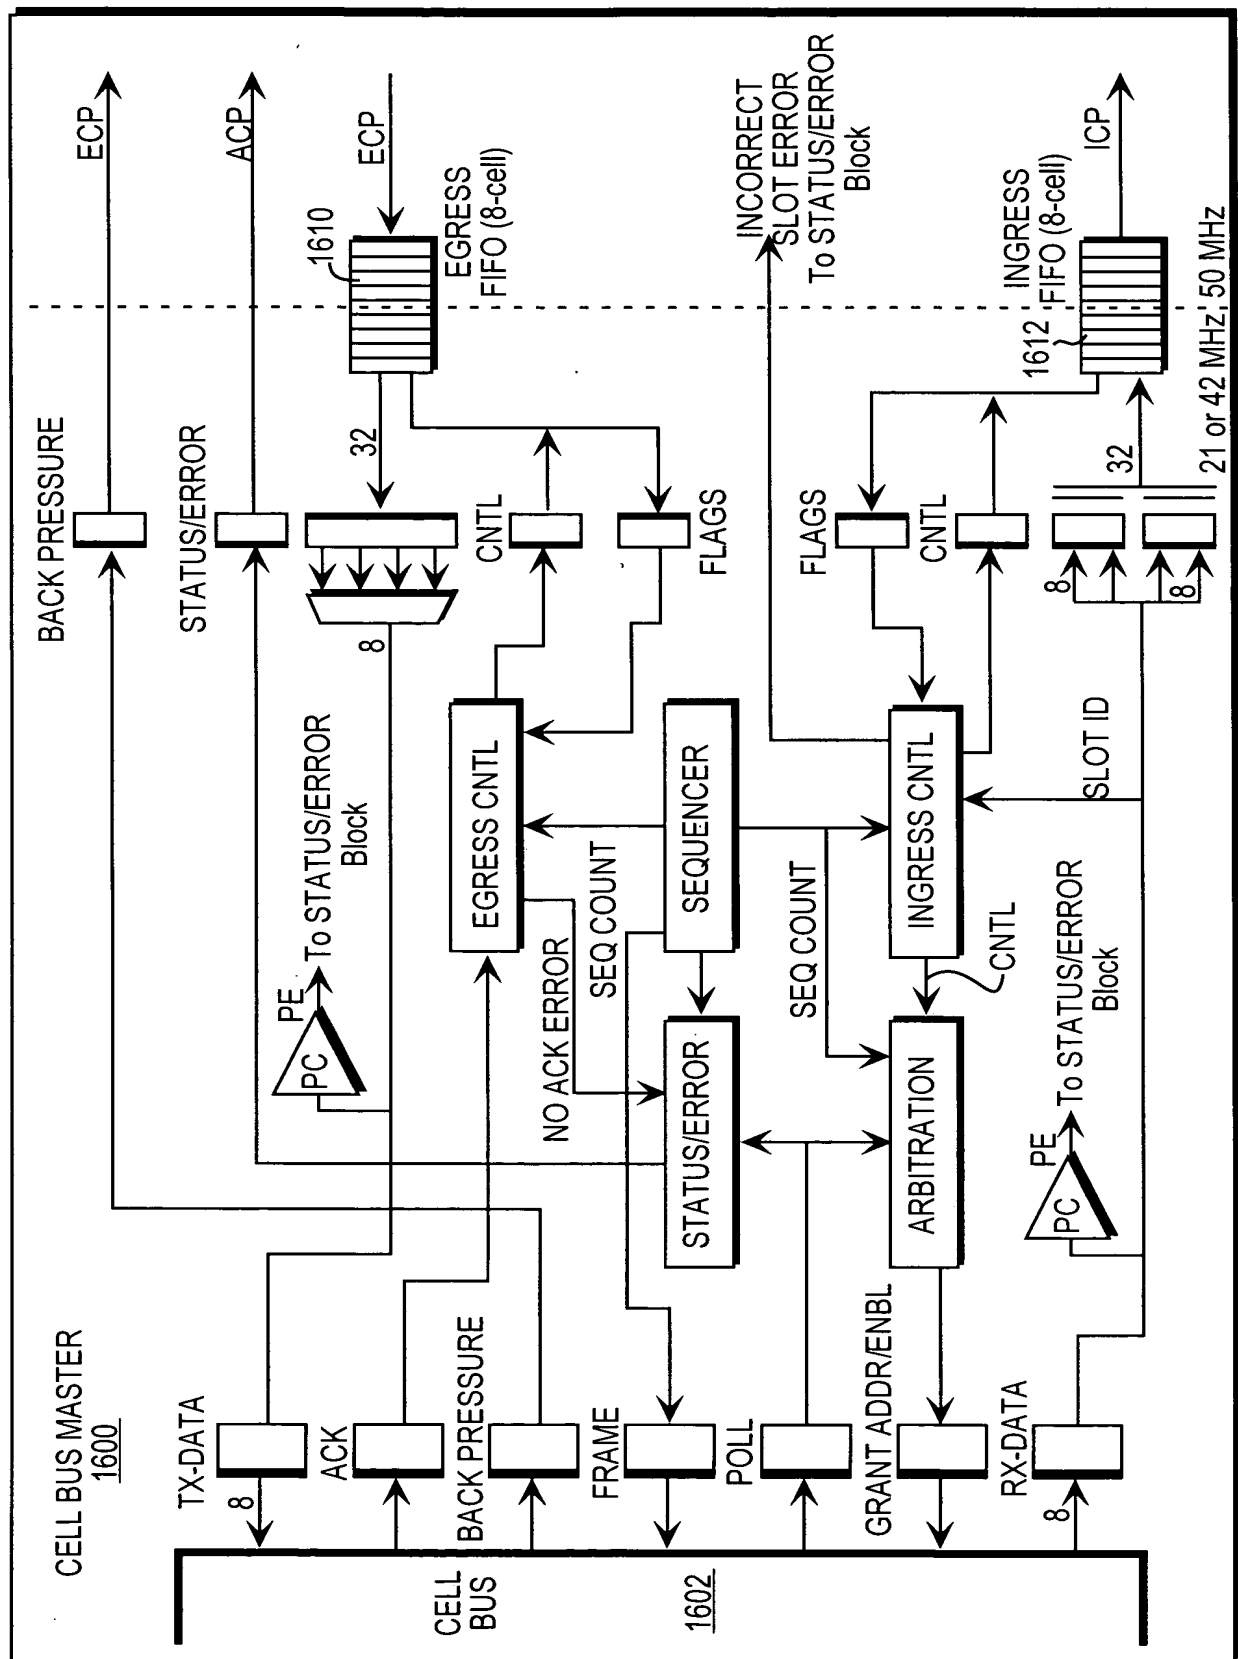 CELL BUS MASTER
1600
BACK PRESSURE
ECP
STATUS/ERROR
ACP
TX-DATA
8
PC
PE
To STATUS/ERROR
Block
8
32
1610
ECP
EGRESS
FIFO (8-cell)
ACK
EGRESS CNTL
CNTL
BACK PRESSURE
NO ACK ERROR
SEQ COUNT
FLAGS
CELL
BUS
1602
FRAME
STATUS/ERROR
SEQUENCER
POLL
SEQ COUNT
FLAGS
INCORRECT
SLOT ERROR
To STATUS/ERROR
Block
GRANT ADDR/ENBL
ARBITRATION
CNTL
INGRESS CNTL
CNTL
1612
INGRESS
FIFO (8-cell)
RX-DATA
8
PC
PE
To STATUS/ERROR
Block
SLOT ID
8
8
32
ICP
21 or 42 MHz
50 MHz